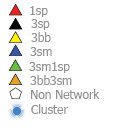 1sp
3sp
3bb
3sm
3sm1sp
3bb3sm
Non Network
Cluster